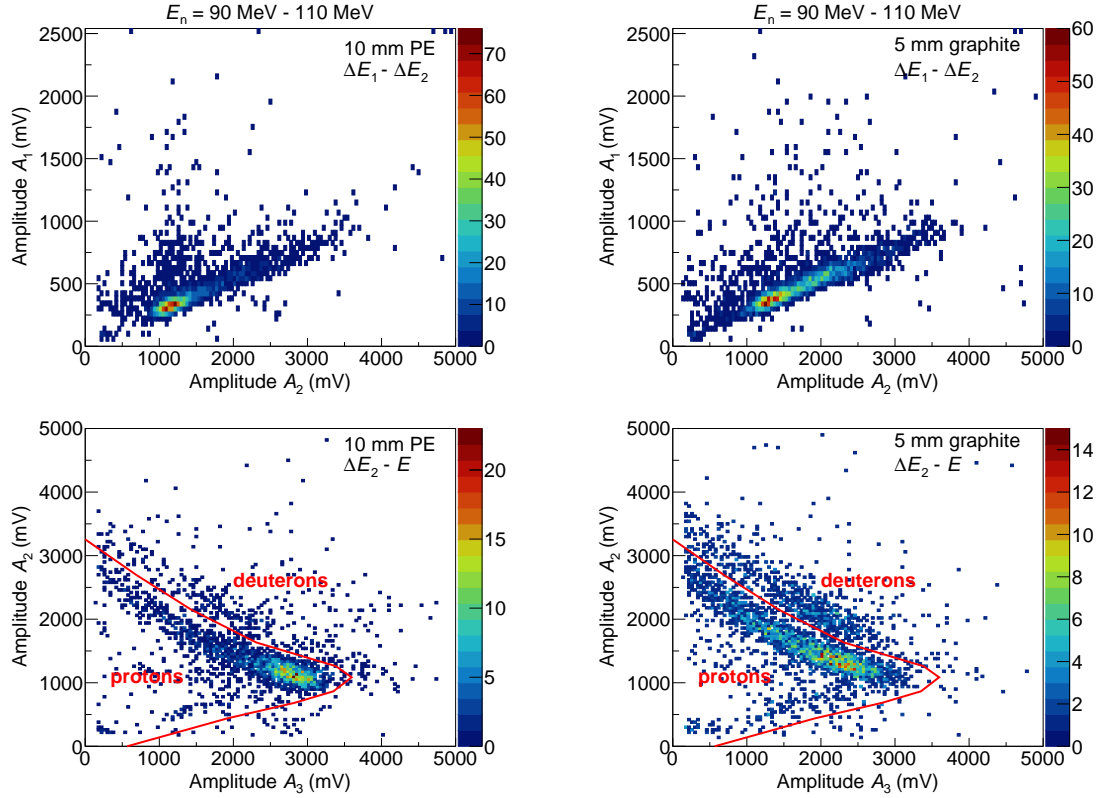 E_n = 90 MeV - 110 MeV
10 mm PE
ΔE_1 - ΔE_2
Amplitude A_1 (mV)
2500
2000
1500
1000
500
0
0 1000 2000 3000 4000 5000
Amplitude A_2 (mV)
70
60
50
40
30
20
10
0
E_n = 90 MeV - 110 MeV
5 mm graphite
ΔE_1 - ΔE_2
Amplitude A_1 (mV)
2500
2000
1500
1000
500
0
0 1000 2000 3000 4000 5000
Amplitude A_2 (mV)
60
50
40
30
20
10
0
10 mm PE
ΔE_2 - E
Amplitude A_2 (mV)
5000
4000
3000
2000
1000
0
deuterons
protons
0 1000 2000 3000 4000 5000
Amplitude A_3 (mV)
20
15
10
5
0
5 mm graphite
ΔE_2 - E
Amplitude A_2 (mV)
5000
4000
3000
2000
1000
0
deuterons
protons
0 1000 2000 3000 4000 5000
Amplitude A_3 (mV)
14
12
10
8
6
4
2
0